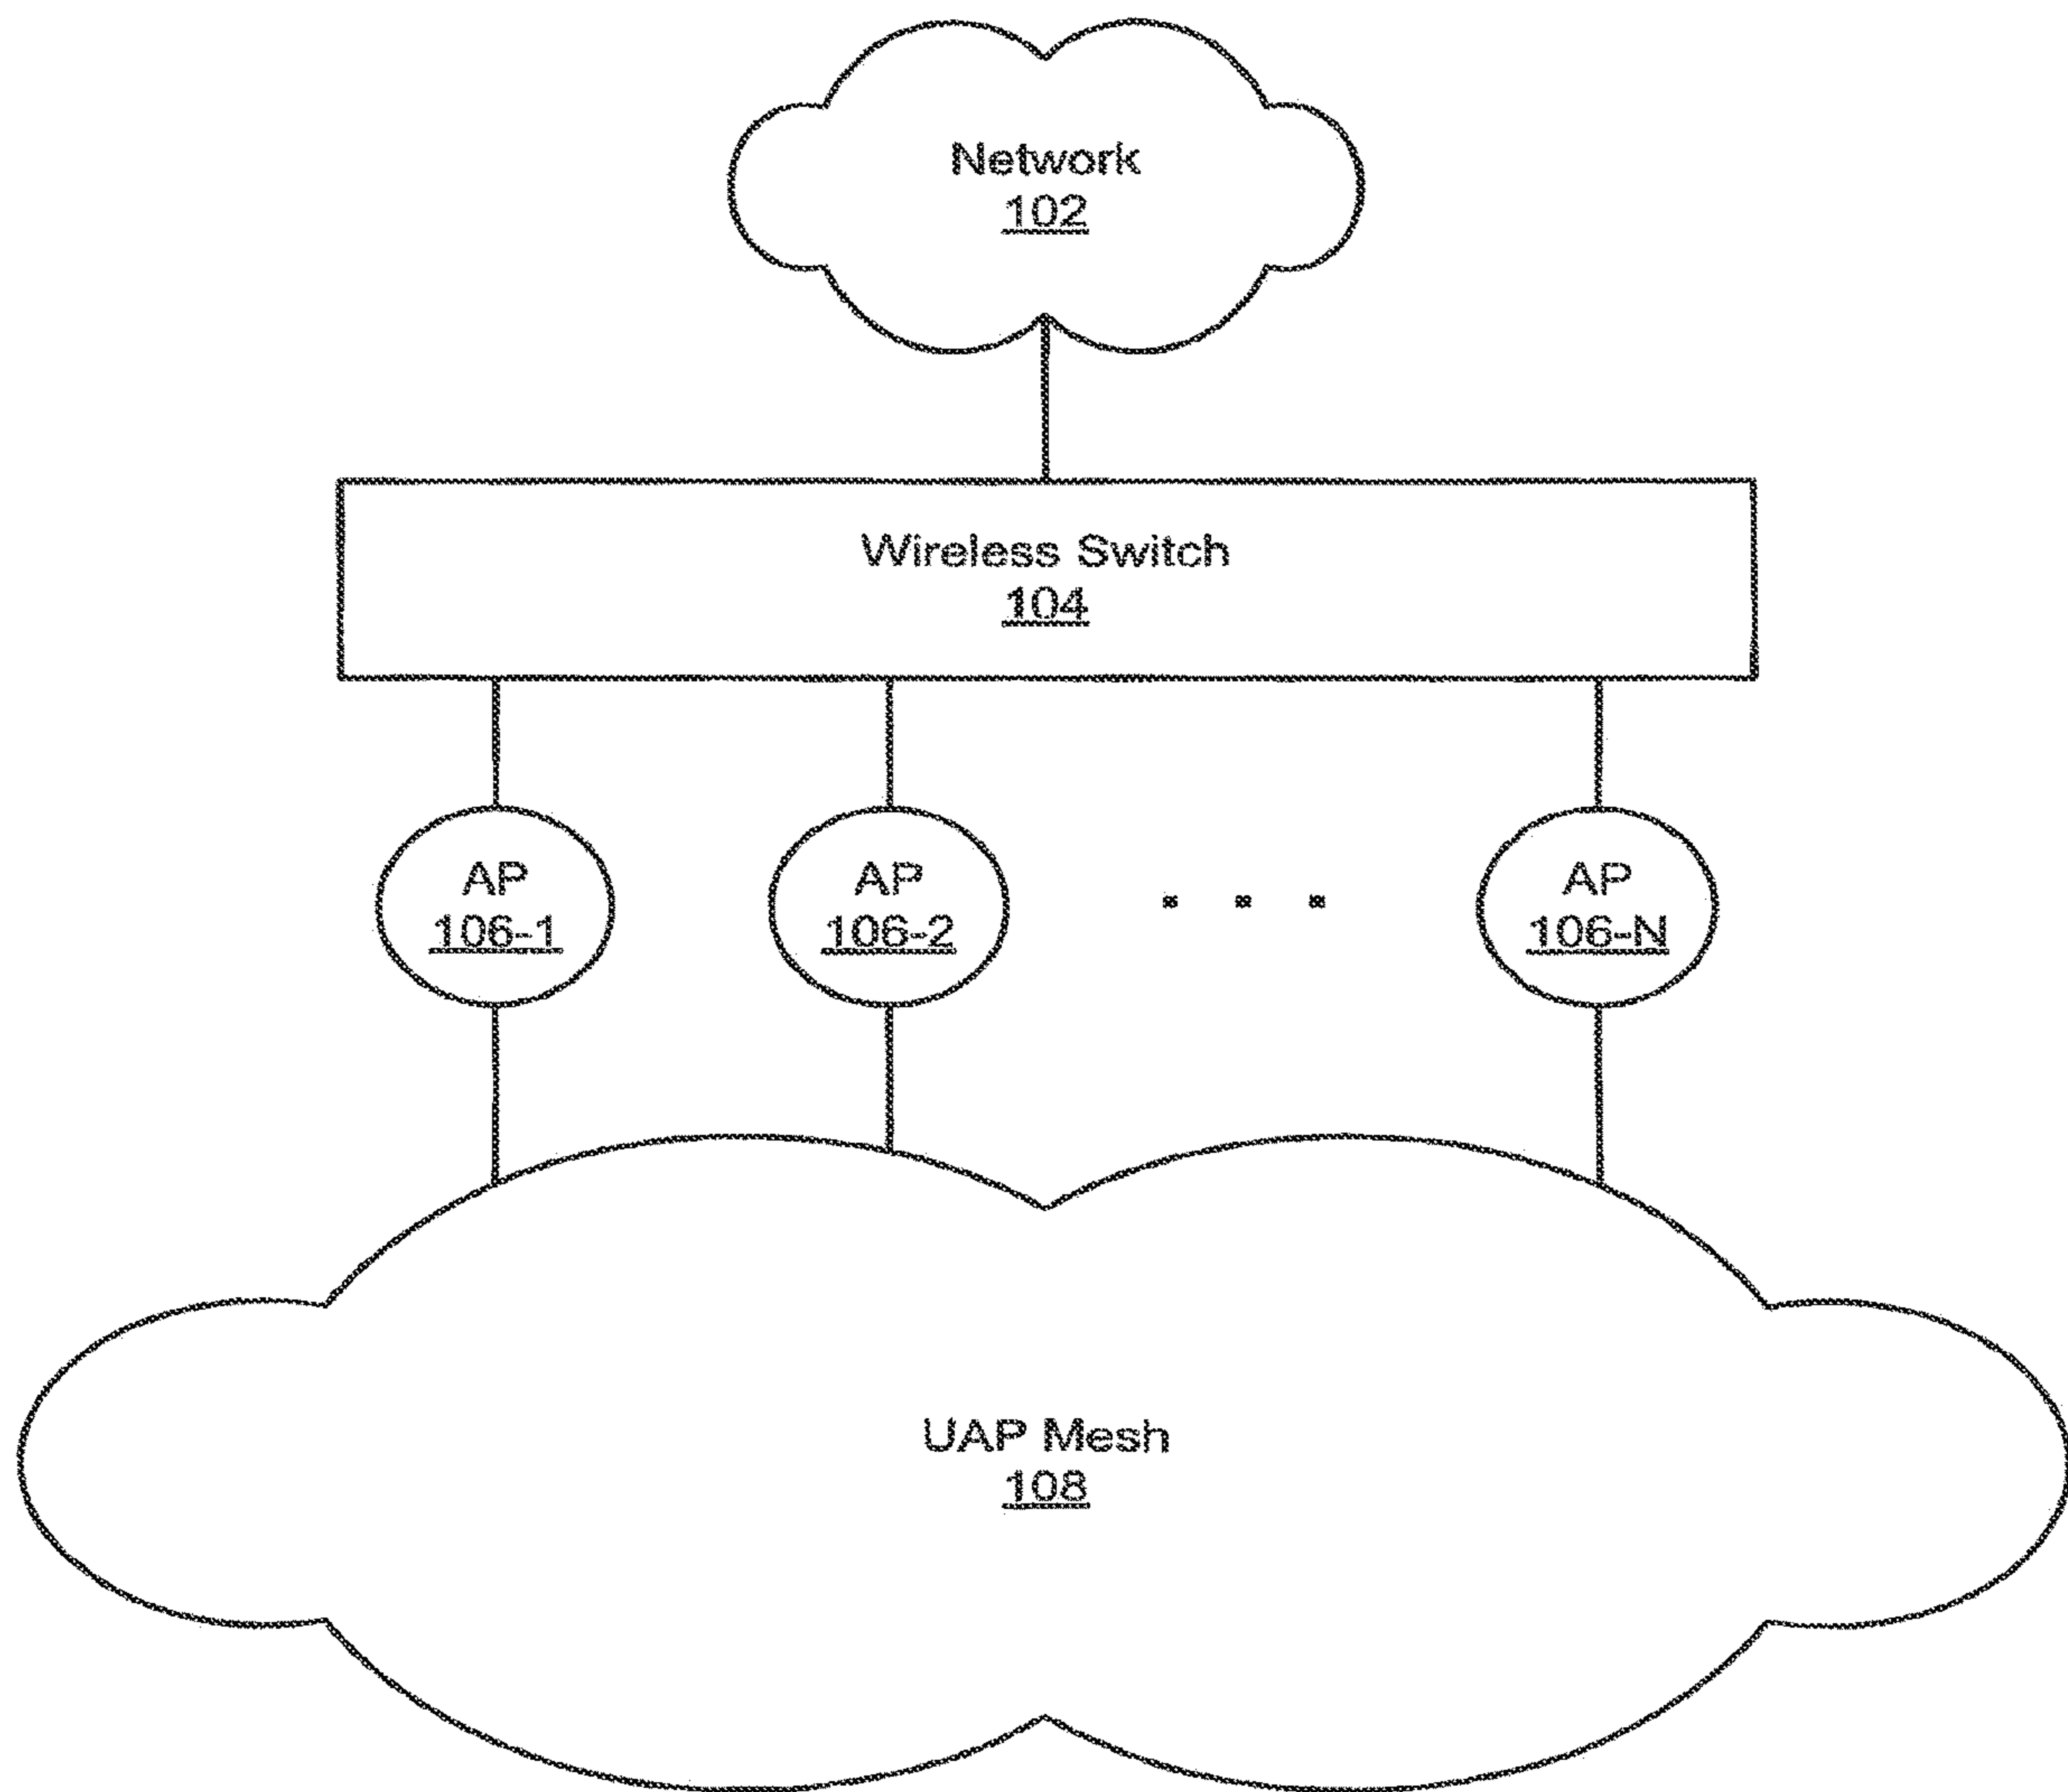 Network
102
Wireless Switch
104
AP
106-1
AP
106-2
. . .
AP
106-N
UAP Mesh
108